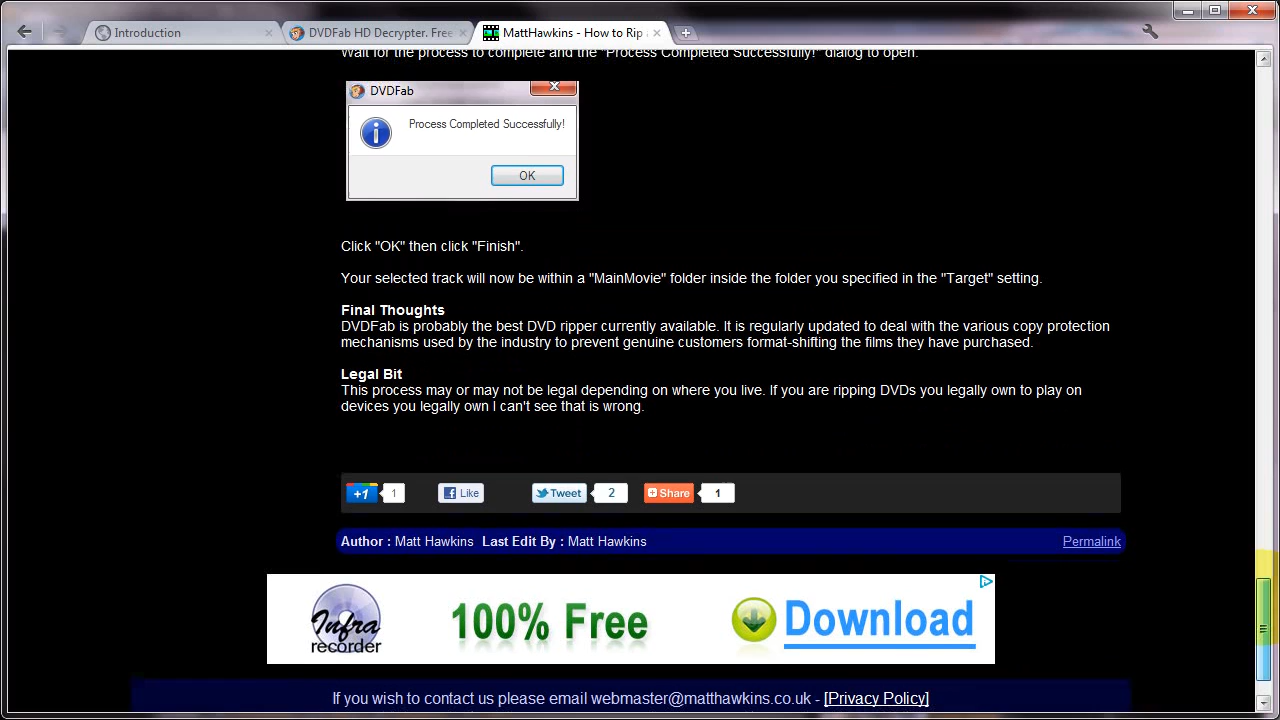 Introduction
DVDFab HD Decrypter. Free
MattHawkins - How to Rip
Wait for the process to complete and the "Process Completed Successfully!" dialog to open.
DVDFab
Process Completed Successfully!
OK
Click "OK" then click "Finish".
Your selected track will now be within a "MainMovie" folder inside the folder you specified in the "Target" setting.
Final Thoughts
DVDFab is probably the best DVD ripper currently available. It is regularly updated to deal with the various copy protection
mechanisms used by the industry to prevent genuine customers format-shifting the films they have purchased.
Legal Bit
This process may or may not be legal depending on where you live. If you are ripping DVDs you legally own to play on
devices you legally own I can't see that is wrong.
+1 1 Like Tweet 2 Share 1
Author : Matt Hawkins Last Edit By : Matt Hawkins Permalink
Infra
recorder
100% Free
Download
If you wish to contact us please email webmaster@matthawkins.co.uk - [Privacy Policy]